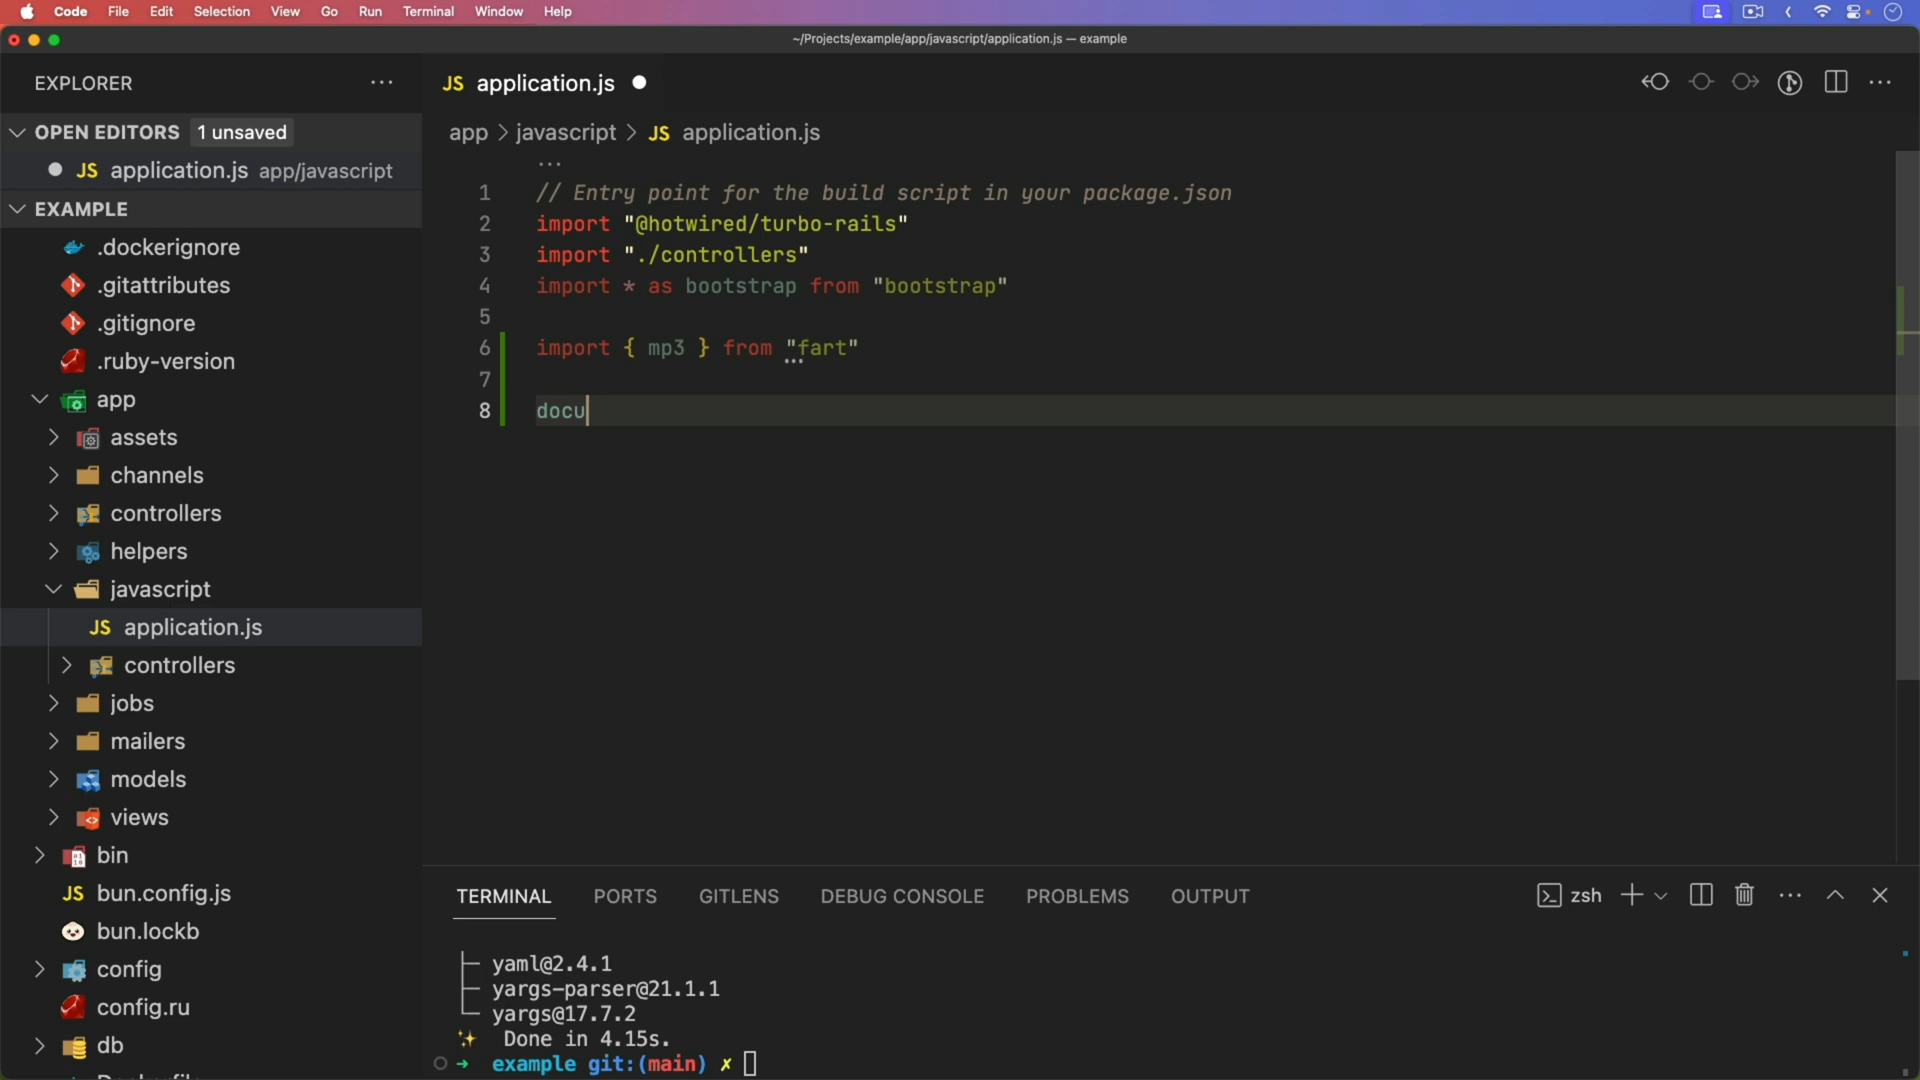 Code File Edit Selection View Go Run Terminal Window Help
~/Projects/example/app/javascript/application.js — example
EXPLORER
OPEN EDITORS 1 unsaved
JS application.js app/javascript
EXAMPLE
.dockerignore
.gitattributes
.gitignore
.ruby-version
app
assets
channels
controllers
helpers
javascript
JS application.js
controllers
jobs
mailers
models
views
bin
JS bun.config.js
bun.lockb
config
config.ru
db
JS application.js
app > javascript > JS application.js
1 // Entry point for the build script in your package.json
2 import "@hotwired/turbo-rails"
3 import "./controllers"
4 import * as bootstrap from "bootstrap"
5
6 import { mp3 } from "fart"
7
8 docu
TERMINAL PORTS GITLENS DEBUG CONSOLE PROBLEMS OUTPUT
zsh
├─ yaml@2.4.1
├─ yargs-parser@21.1.1
└─ yargs@17.7.2
✨ Done in 4.15s.
➜ example git:(main) ✗